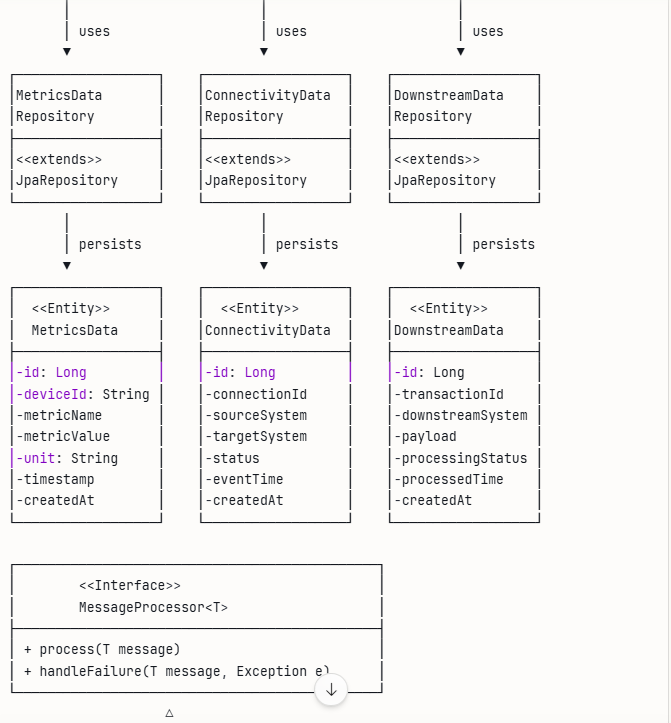 uses uses uses
MetricsData ConnectivityData DownstreamData
Repository Repository Repository
<<extends>> <<extends>> <<extends>>
JpaRepository JpaRepository JpaRepository
persists persists persists
<<Entity>> <<Entity>> <<Entity>>
MetricsData ConnectivityData DownstreamData
-id: Long -id: Long -id: Long
-deviceId: String -connectionId -transactionId
-metricName -sourceSystem -downstreamSystem
-metricValue -targetSystem -payload
-unit: String -status -processingStatus
-timestamp -eventTime -processedTime
-createdAt -createdAt -createdAt
<<Interface>>
MessageProcessor<T>
+ process(T message)
+ handleFailure(T message, Exception e)